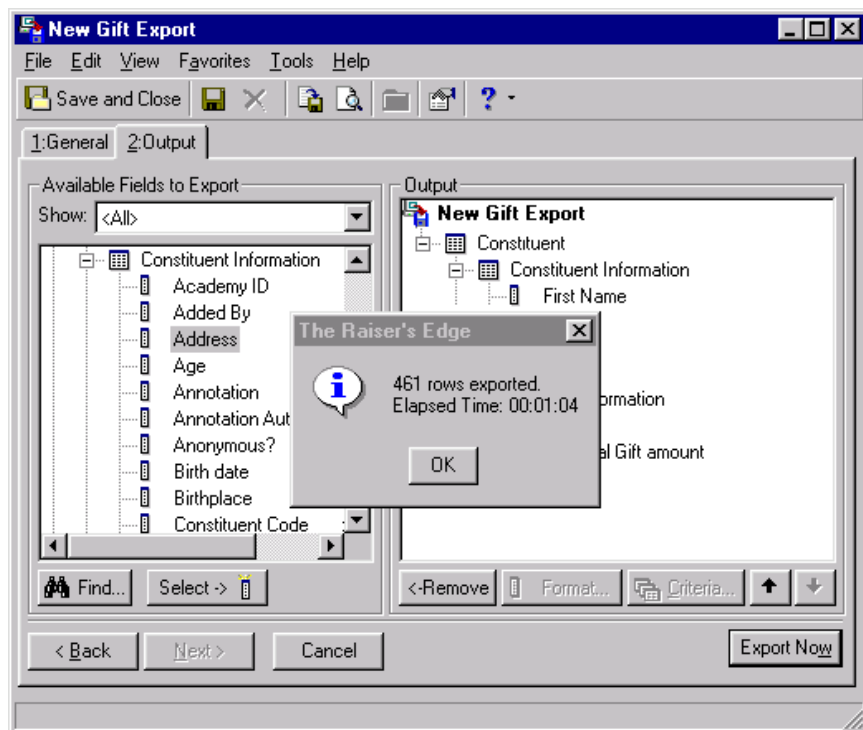 New Gift Export
File Edit View Favorites Tools Help
Save and Close ?
1:General 2:Output
Available Fields to Export
Show: <All>
Constituent Information
Academy ID
Added By
Address
Age
Annotation
Annotation Aut
Anonymous?
Birth date
Birthplace
Constituent Code
Find... Select ->
Output
New Gift Export
Constituent
Constituent Information
First Name
ormation
al Gift amount
<-Remove Format... Criteria...
The Raiser's Edge
461 rows exported.
Elapsed Time: 00:01:04
OK
< Back Next > Cancel Export Now